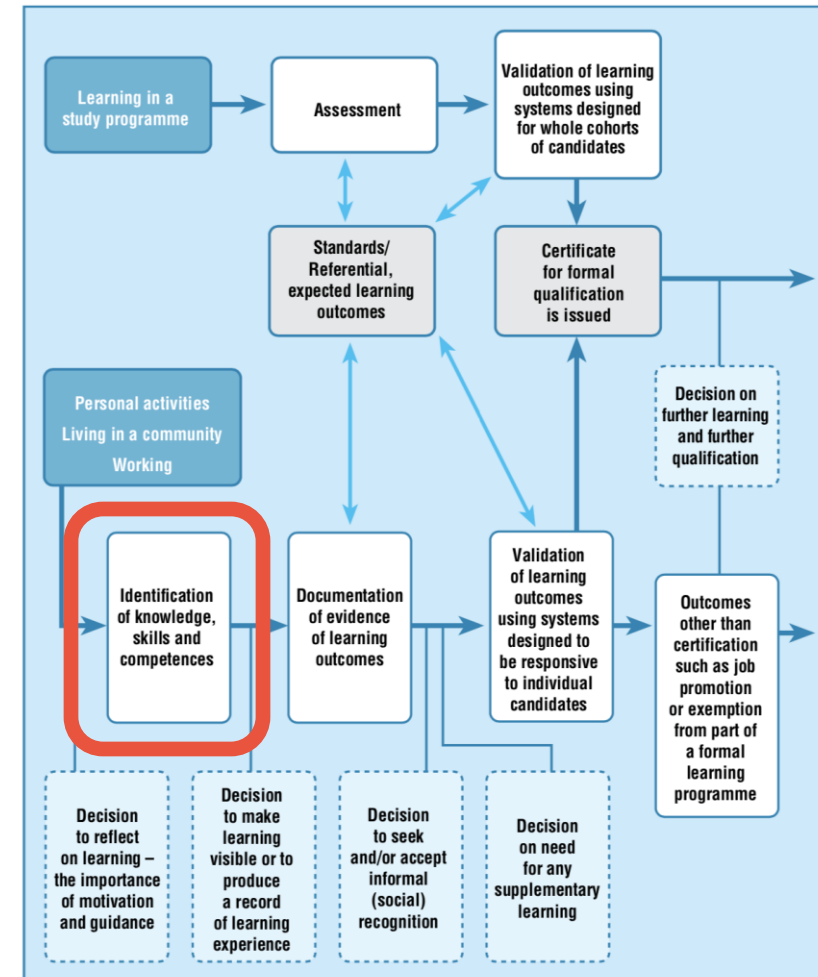 Learning in a
study programme
Assessment
Validation of learning
outcomes using
systems designed
for whole cohorts
of candidates
Standards/
Referential,
expected learning
outcomes
Certificate
for formal
qualification
is issued
Personal activities
Living in a community
Working
Decision on
further learning
and further
qualification
Identification
of knowledge,
skills and
competences
Documentation
of evidence
of learning
outcomes
Validation
of learning
outcomes
using systems
designed to
be responsive
to individual
candidates
Outcomes
other than
certification
such as job
promotion
or exemption
from part of
a formal
learning
programme
Decision
to reflect
on learning –
the importance
of motivation
and guidance
Decision
to make
learning
visible or to
produce
a record
of learning
experience
Decision
to seek
and/or accept
informal
(social)
recognition
Decision
on need
for any
supplementary
learning